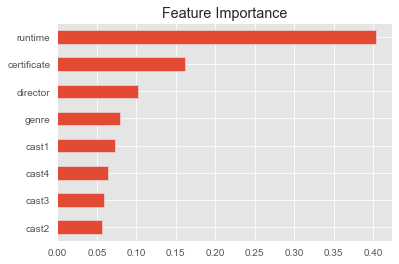 Feature Importance
runtime
certificate
director
genre
cast1
cast4
cast3
cast2
0.00 0.05 0.10 0.15 0.20 0.25 0.30 0.35 0.40